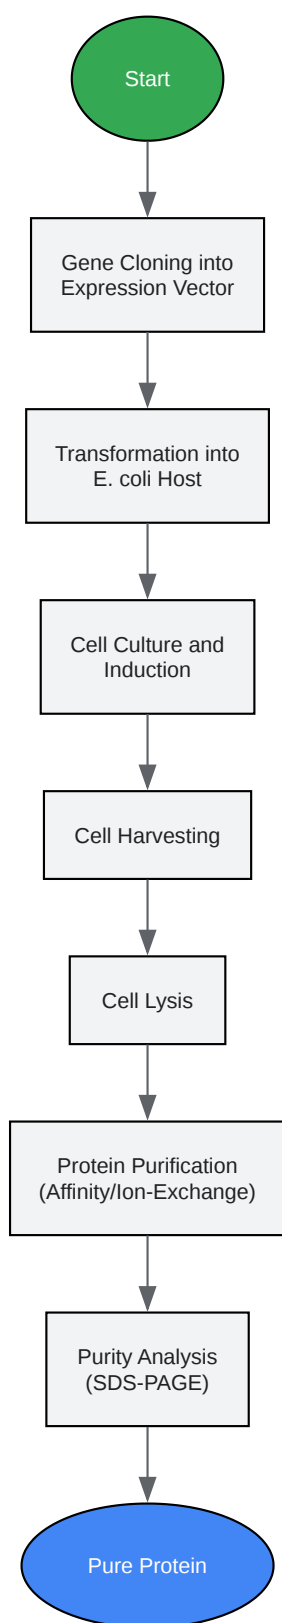 Start
Gene Cloning into
Expression Vector
Transformation into
E. coli Host
Cell Culture and
Induction
Cell Harvesting
Cell Lysis
Protein Purification
(Affinity/Ion-Exchange)
Purity Analysis
(SDS-PAGE)
Pure Protein